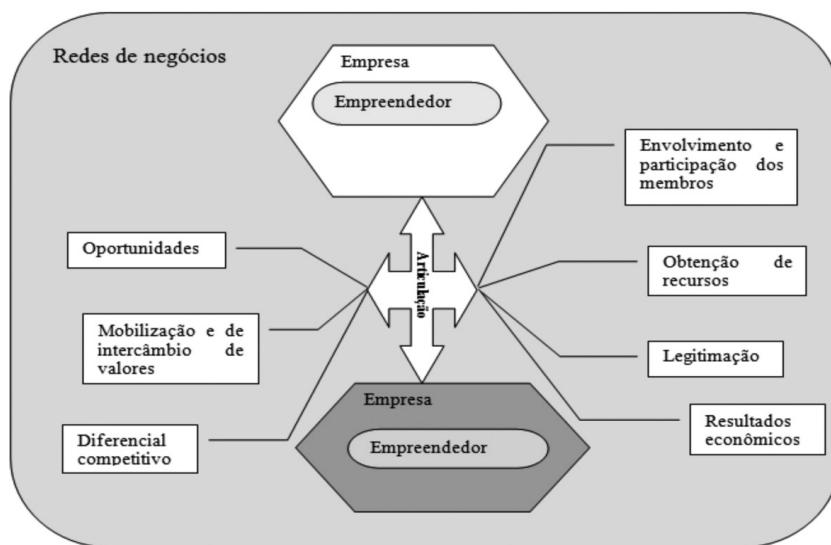 Redes de negócios
Empresa
Empreendedor
Envolvimento e
participação dos
membros
Oportunidades
Obtenção de
recursos
Articulação
Mobilização e de
intercâmbio de
valores
Legitimação
Empresa
Empreendedor
Resultados
econômicos
Diferencial
competitivo